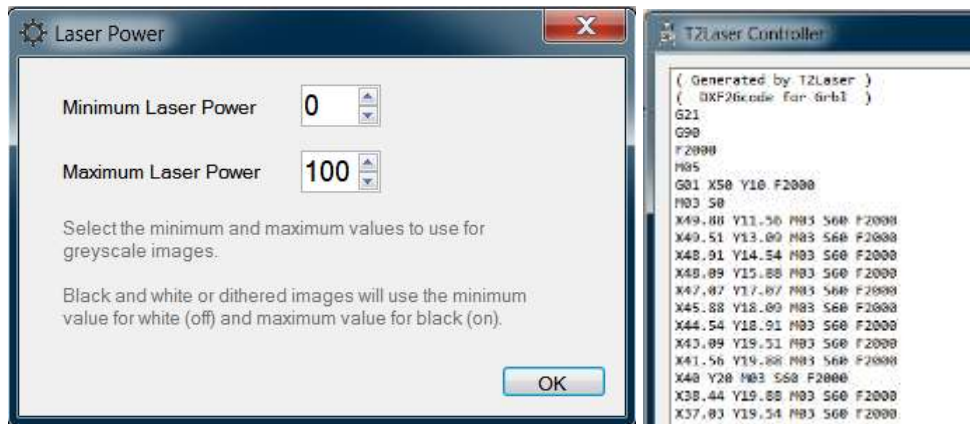 Laser Power
X
Minimum Laser Power 0
Maximum Laser Power 100
Select the minimum and maximum values to use for
greyscale images.
Black and white or dithered images will use the minimum
value for white (off) and maximum value for black (on).
OK
T2Laser Controller
( Generated by T2Laser )
( DXF2Gcode for Grbl )
G21
G90
F2000
M05
G01 X50 Y10 F2000
M03 S0
X49.88 Y11.56 M03 S60 F2000
X49.51 Y13.09 M03 S60 F2000
X48.91 Y14.54 M03 S60 F2000
X48.09 Y15.88 M03 S60 F2000
X47.07 Y17.07 M03 S60 F2000
X45.88 Y18.09 M03 S60 F2000
X44.54 Y18.91 M03 S60 F2000
X43.09 Y19.51 M03 S60 F2000
X41.56 Y19.88 M03 S60 F2000
X40 Y20 M03 S60 F2000
X38.44 Y19.88 M03 S60 F2000
X37.03 Y19.54 M03 S60 F2000